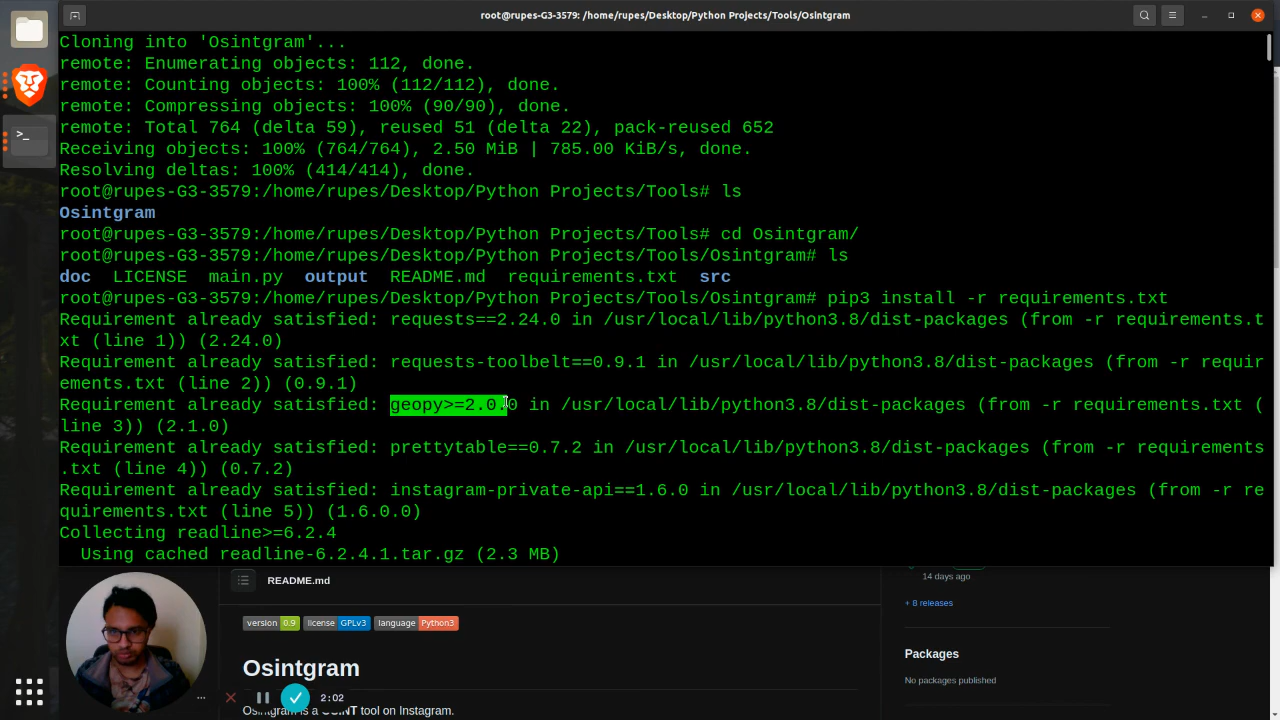 root@rupes-G3-3579: /home/rupes/Desktop/Python Projects/Tools/Osintgram
Cloning into 'Osintgram'...
remote: Enumerating objects: 112, done.
remote: Counting objects: 100% (112/112), done.
remote: Compressing objects: 100% (90/90), done.
remote: Total 764 (delta 59), reused 51 (delta 22), pack-reused 652
Receiving objects: 100% (764/764), 2.50 MiB | 785.00 KiB/s, done.
Resolving deltas: 100% (414/414), done.
root@rupes-G3-3579:/home/rupes/Desktop/Python Projects/Tools# ls
Osintgram
root@rupes-G3-3579:/home/rupes/Desktop/Python Projects/Tools# cd Osintgram/
root@rupes-G3-3579:/home/rupes/Desktop/Python Projects/Tools/Osintgram# ls
doc LICENSE main.py output README.md requirements.txt src
root@rupes-G3-3579:/home/rupes/Desktop/Python Projects/Tools/Osintgram# pip3 install -r requirements.txt
Requirement already satisfied: requests==2.24.0 in /usr/local/lib/python3.8/dist-packages (from -r requirements.t
xt (line 1)) (2.24.0)
Requirement already satisfied: requests-toolbelt==0.9.1 in /usr/local/lib/python3.8/dist-packages (from -r requir
ements.txt (line 2)) (0.9.1)
Requirement already satisfied: geopy>=2.0.0 in /usr/local/lib/python3.8/dist-packages (from -r requirements.txt (
line 3)) (2.1.0)
Requirement already satisfied: prettytable==0.7.2 in /usr/local/lib/python3.8/dist-packages (from -r requirements
.txt (line 4)) (0.7.2)
Requirement already satisfied: instagram-private-api==1.6.0 in /usr/local/lib/python3.8/dist-packages (from -r re
quirements.txt (line 5)) (1.6.0.0)
Collecting readline>=6.2.4
Using cached readline-6.2.4.1.tar.gz (2.3 MB)
README.md
14 days ago
+ 8 releases
version 0.9 license GPLv3 language Python3
Packages
Osintgram
No packages published
2:02
Osintgram is a OSINT tool on Instagram.